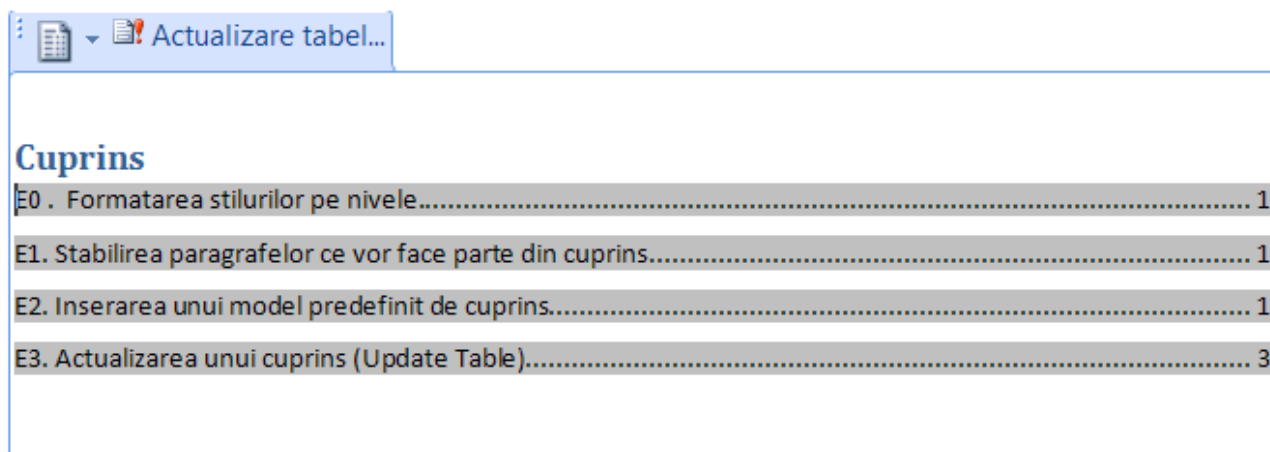 Actualizare tabel...
Cuprins
E0 .  Formatarea stilurilor pe nivele.......................................................................................................... 1
E1. Stabilirea paragrafelor ce vor face parte din cuprins.............................................................................. 1
E2. Inserarea unui model predefinit de cuprins............................................................................................ 1
E3. Actualizarea unui cuprins (Update Table)............................................................................................... 3